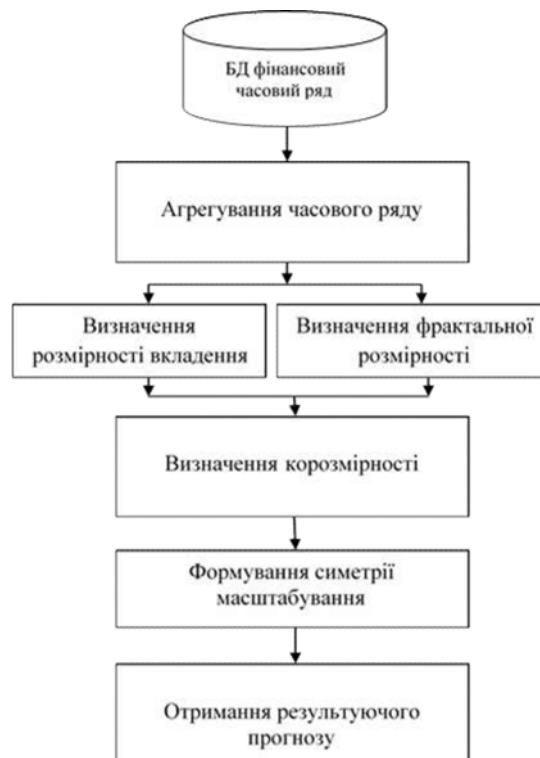 БД фінансовий
часовий ряд
Агрегування часового ряду
Визначення
розмірності вкладення
Визначення фрактальної
розмірності
Визначення корозмірності
Формування симетрії
масштабування
Отримання результуючого
прогнозу